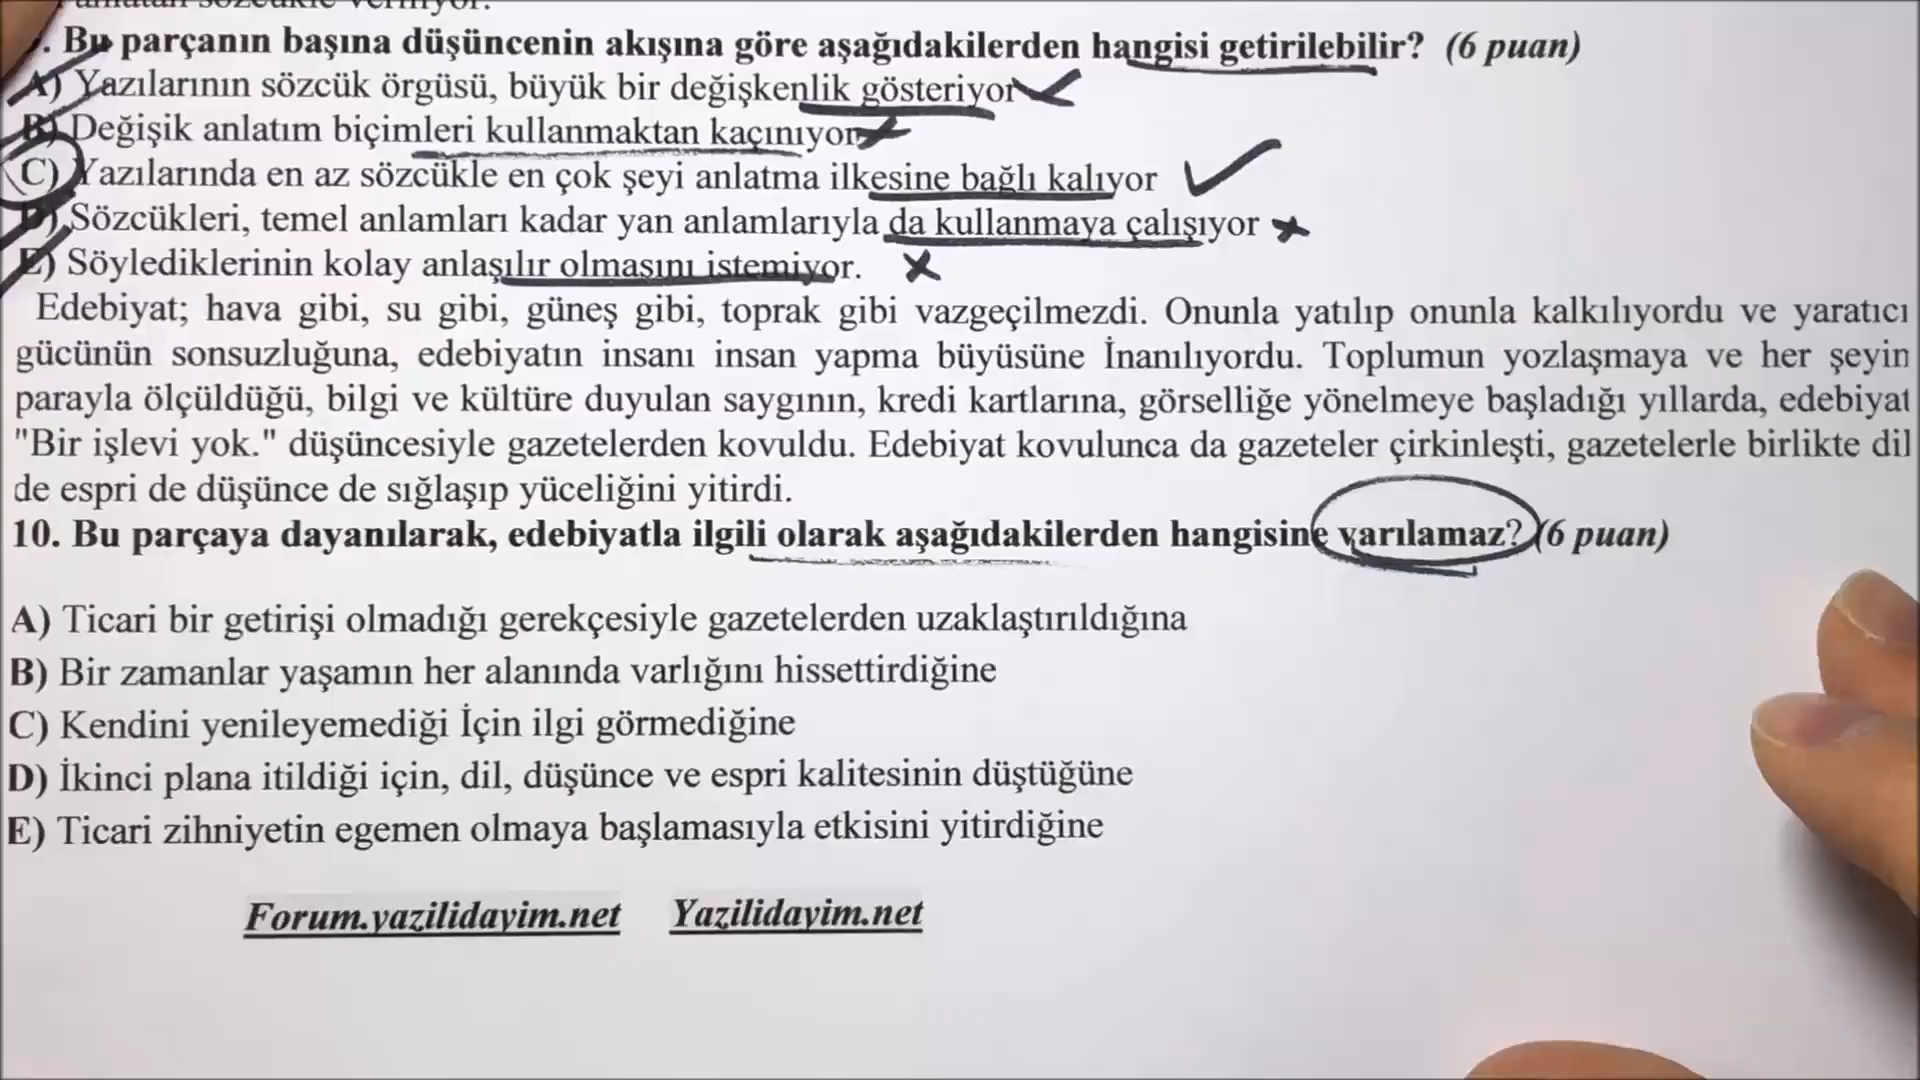 sözcükle vermiyor.
. Bu parçanın başına düşüncenin akışına göre aşağıdakilerden hangisi getirilebilir? (6 puan)
A) Yazılarının sözcük örgüsü, büyük bir değişkenlik gösteriyor
B) Değişik anlatım biçimleri kullanmaktan kaçınıyor
C) Yazılarında en az sözcükle en çok şeyi anlatma ilkesine bağlı kalıyor
D) Sözcükleri, temel anlamları kadar yan anlamlarıyla da kullanmaya çalışıyor
E) Söylediklerinin kolay anlaşılır olmasını istemiyor.
Edebiyat; hava gibi, su gibi, güneş gibi, toprak gibi vazgeçilmezdi. Onunla yatılıp onunla kalkılıyordu ve yaratıcı
gücünün sonsuzluğuna, edebiyatın insanı insan yapma büyüsüne İnanılıyordu. Toplumun yozlaşmaya ve her şeyin
parayla ölçüldüğü, bilgi ve kültüre duyulan saygının, kredi kartlarına, görselliğe yönelmeye başladığı yıllarda, edebiyat
"Bir işlevi yok." düşüncesiyle gazetelerden kovuldu. Edebiyat kovulunca da gazeteler çirkinleşti, gazetelerle birlikte dil
de espri de düşünce de sığlaşıp yüceliğini yitirdi.
10. Bu parçaya dayanılarak, edebiyatla ilgili olarak aşağıdakilerden hangisine varılamaz? (6 puan)
A) Ticari bir getirişi olmadığı gerekçesiyle gazetelerden uzaklaştırıldığına
B) Bir zamanlar yaşamın her alanında varlığını hissettirdiğine
C) Kendini yenileyemediği İçin ilgi görmediğine
D) İkinci plana itildiği için, dil, düşünce ve espri kalitesinin düştüğüne
E) Ticari zihniyetin egemen olmaya başlamasıyla etkisini yitirdiğine
Forum.yazilidayim.net Yazilidayim.net